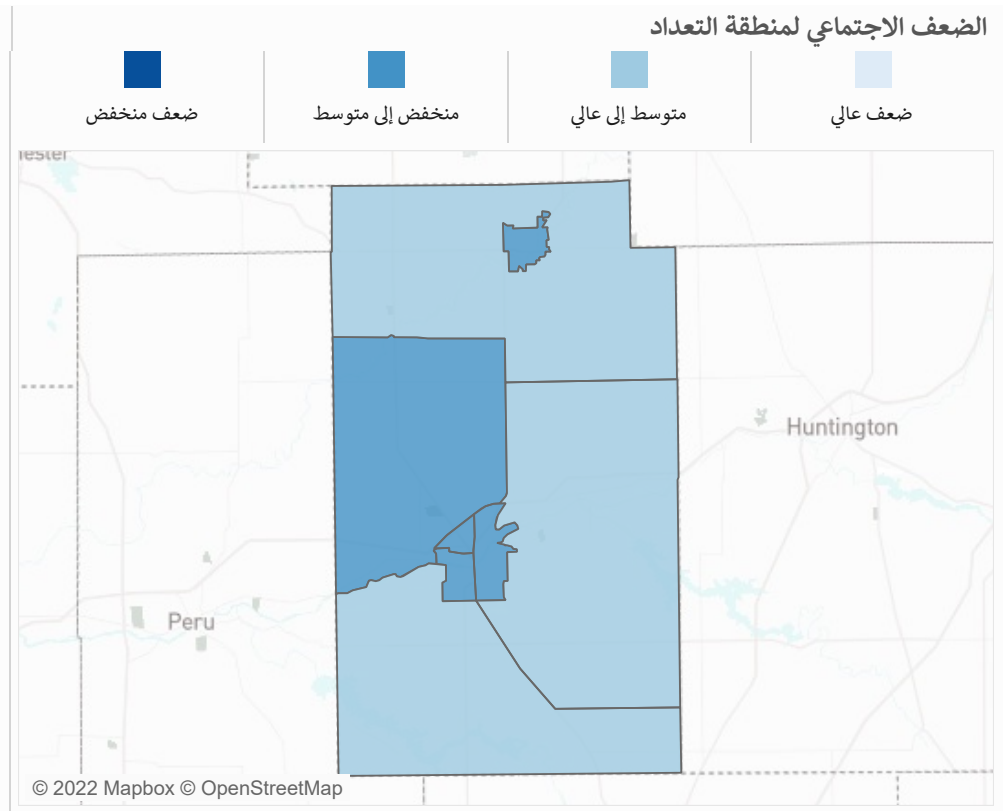 الضعف الاجتماعي لمنطقة التعداد
ضعف عالي
متوسط إلى عالي
منخفض إلى متوسط
ضعف منخفض
Huntington
Peru
© 2022 Mapbox © OpenStreetMap